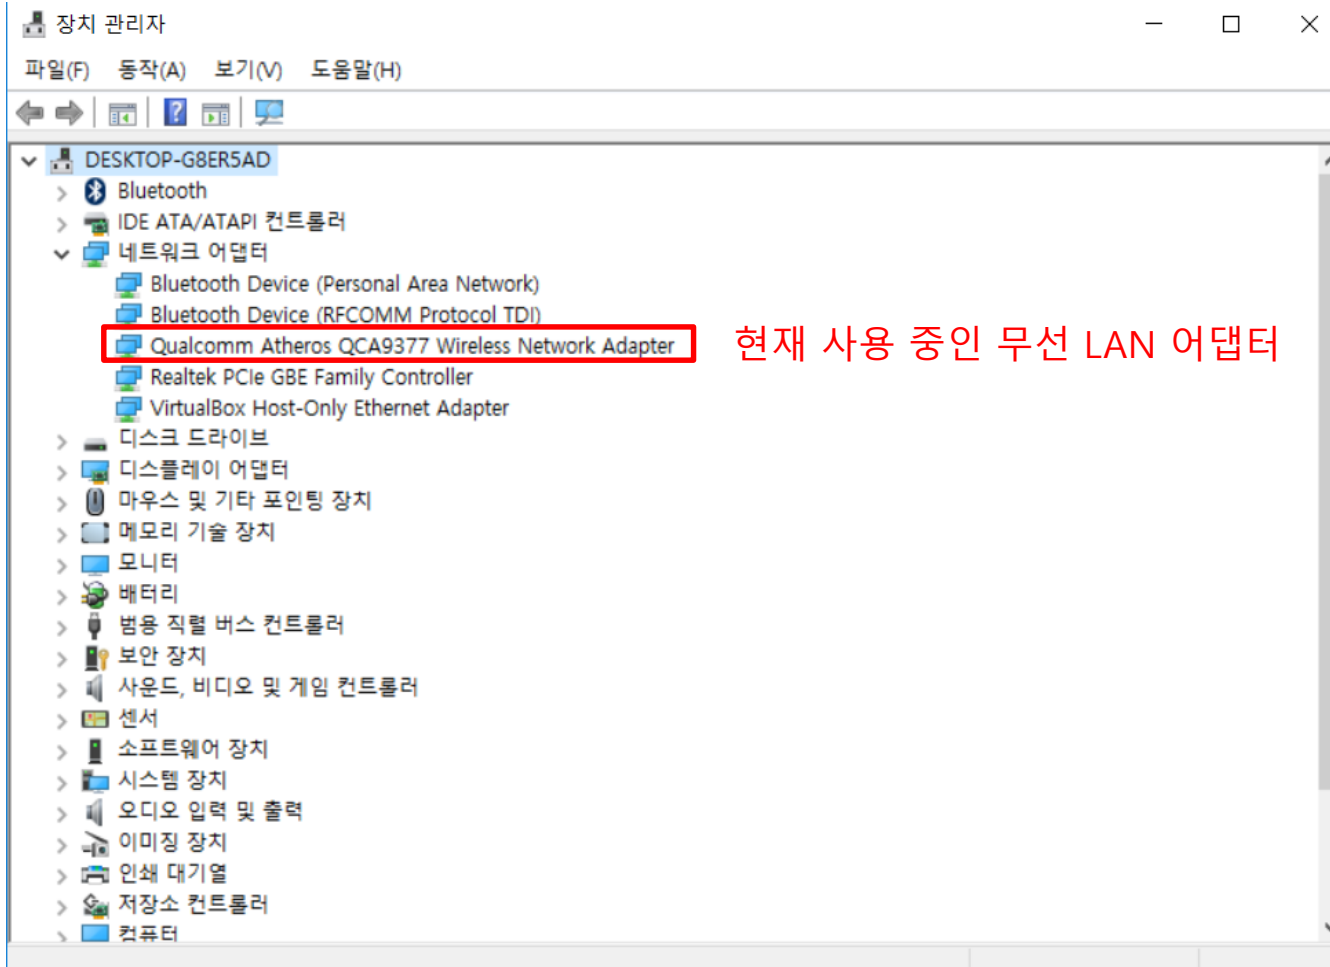 장치 관리자
파일(F) 동작(A) 보기(V) 도움말(H)
DESKTOP-G8ER5AD
Bluetooth
IDE ATA/ATAPI 컨트롤러
네트워크 어댑터
Bluetooth Device (Personal Area Network)
Bluetooth Device (RFCOMM Protocol TDI)
Qualcomm Atheros QCA9377 Wireless Network Adapter 현재 사용 중인 무선 LAN 어댑터
Realtek PCIe GBE Family Controller
VirtualBox Host-Only Ethernet Adapter
디스크 드라이브
디스플레이 어댑터
마우스 및 기타 포인팅 장치
메모리 기술 장치
모니터
배터리
범용 직렬 버스 컨트롤러
보안 장치
사운드, 비디오 및 게임 컨트롤러
센서
소프트웨어 장치
시스템 장치
오디오 입력 및 출력
이미징 장치
인쇄 대기열
저장소 컨트롤러
컴퓨터